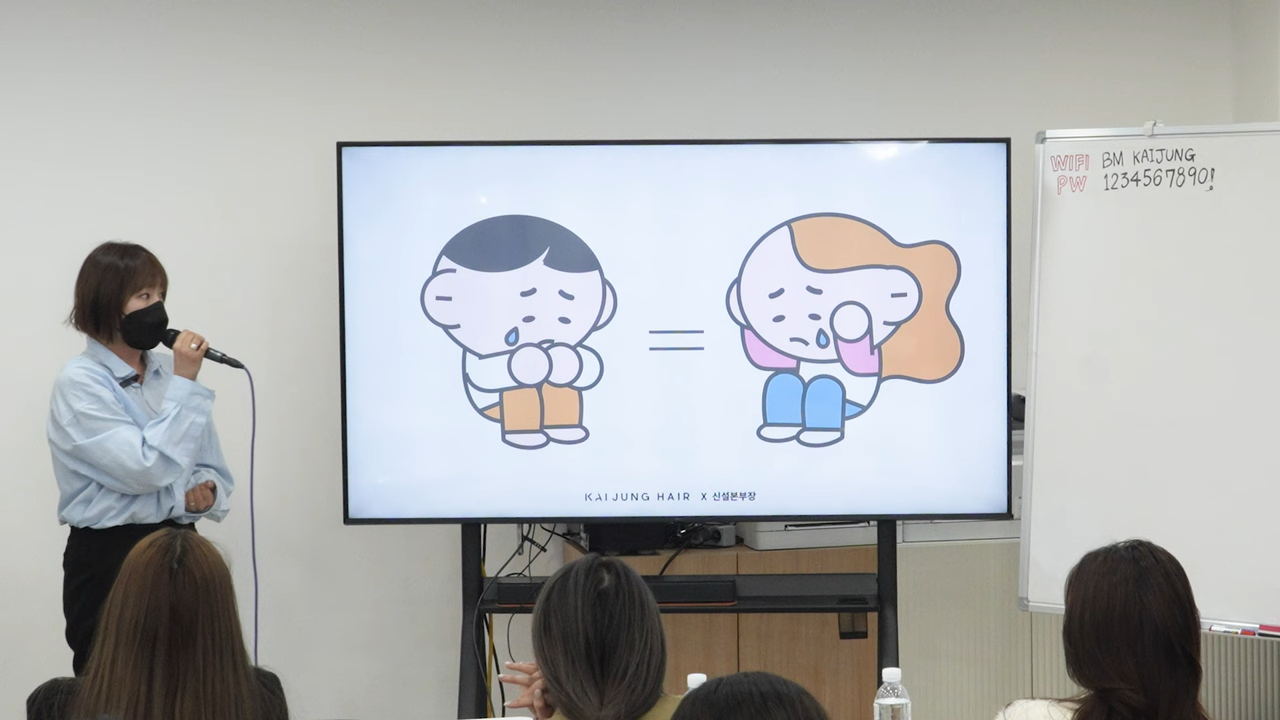 WIFI BM KAIJUNG
PW 1234567890!
KAIJUNG HAIR X 신설본부장